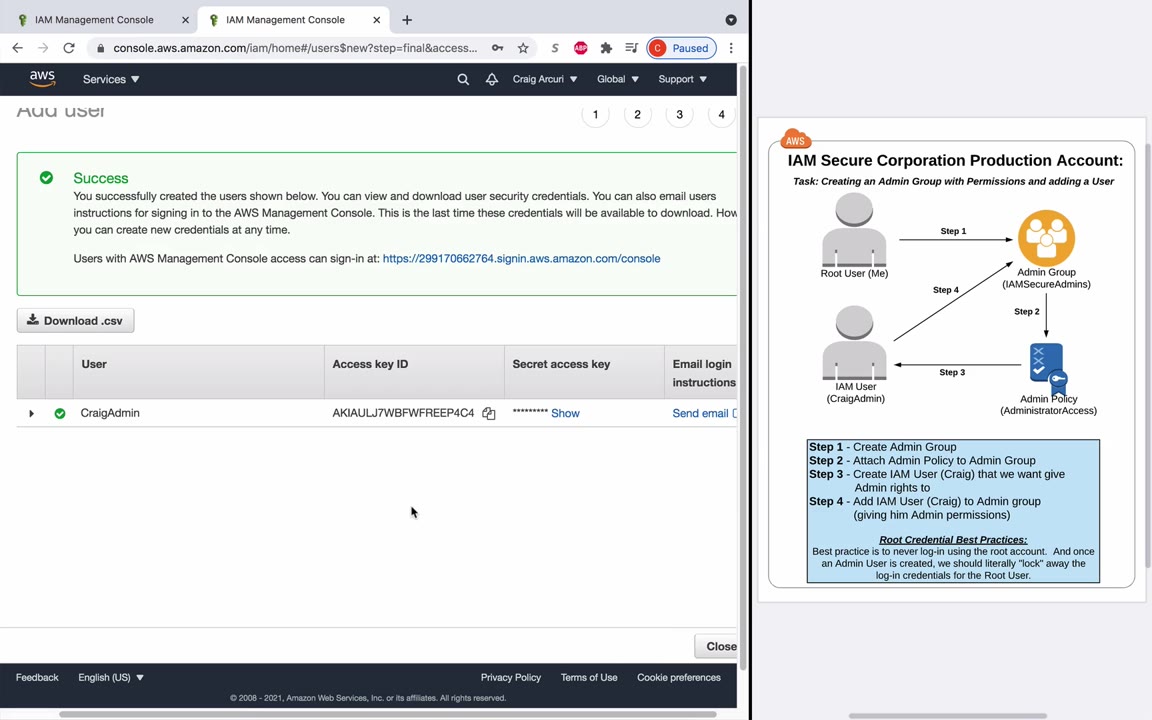 IAM Management Console
IAM Management Console
console.aws.amazon.com/iam/home#/users$new?step=final&access...
S
ABP
C Paused
aws
Services
Craig Arcuri
Global
Support
Add user
1 2 3 4
Success
You successfully created the users shown below. You can view and download user security credentials. You can also email users
instructions for signing in to the AWS Management Console. This is the last time these credentials will be available to download. How
you can create new credentials at any time.
Users with AWS Management Console access can sign-in at: https://299170662764.signin.aws.amazon.com/console
Download .csv
User
Access key ID
Secret access key
Email login
instructions
CraigAdmin
AKIAULJ7WBFWFREEP4C4
********* Show
Send email
Close
Feedback
English (US)
Privacy Policy
Terms of Use
Cookie preferences
© 2008 - 2021, Amazon Web Services, Inc. or its affiliates. All rights reserved.
AWS
IAM Secure Corporation Production Account:
Task: Creating an Admin Group with Permissions and adding a User
Step 1
Root User (Me)
Admin Group
(IAMSecureAdmins)
Step 4
Step 2
Step 3
IAM User
(CraigAdmin)
Admin Policy
(AdministratorAccess)
Step 1 - Create Admin Group
Step 2 - Attach Admin Policy to Admin Group
Step 3 - Create IAM User (Craig) that we want give
Admin rights to
Step 4 - Add IAM User (Craig) to Admin group
(giving him Admin permissions)
Root Credential Best Practices:
Best practice is to never log-in using the root account. And once
an Admin User is created, we should literally "lock" away the
log-in credentials for the Root User.